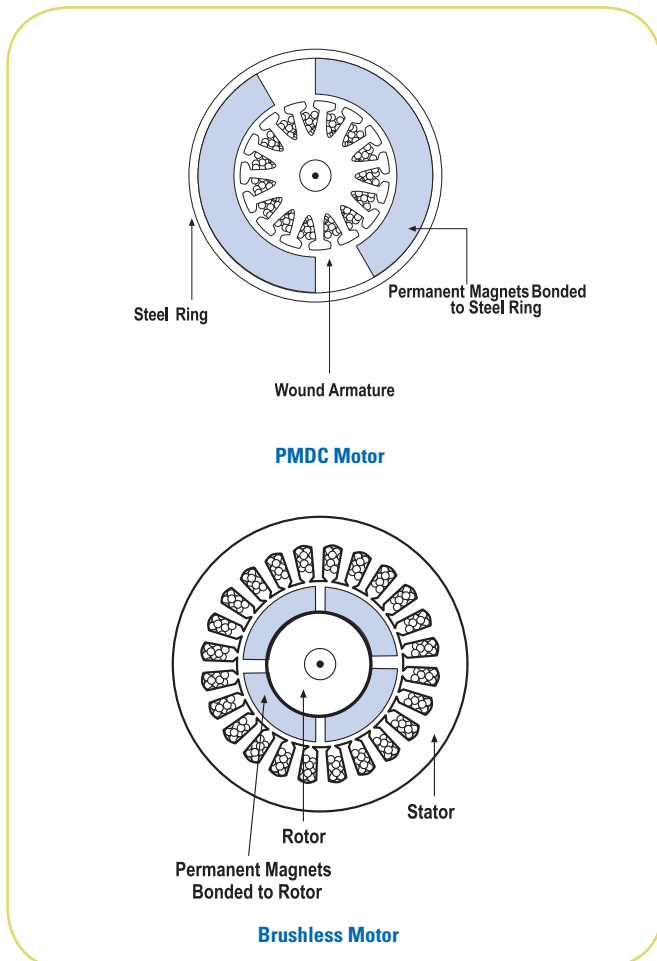 Steel Ring
Permanent Magnets Bonded
to Steel Ring
Wound Armature
PMDC Motor
Stator
Rotor
Permanent Magnets
Bonded to Rotor
Brushless Motor